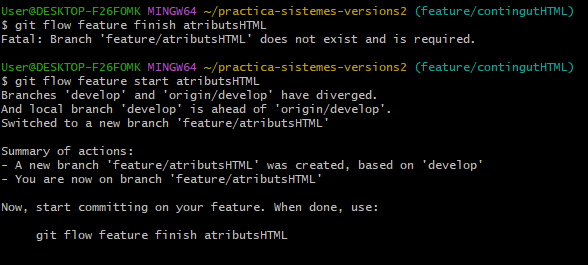 User@DESKTOP-F26FOMK MINGW64 ~/practica-sistemes-versions2 (feature/contingutHTML)
$ git flow feature finish atributsHTML
Fatal: Branch 'feature/atributsHTML' does not exist and is required.
User@DESKTOP-F26FOMK MINGW64 ~/practica-sistemes-versions2 (feature/contingutHTML)
$ git flow feature start atributsHTML
Branches 'develop' and 'origin/develop' have diverged.
And local branch 'develop' is ahead of 'origin/develop'.
Switched to a new branch 'feature/atributsHTML'
Summary of actions:
- A new branch 'feature/atributsHTML' was created, based on 'develop'
- You are now on branch 'feature/atributsHTML'
Now, start committing on your feature. When done, use:
git flow feature finish atributsHTML